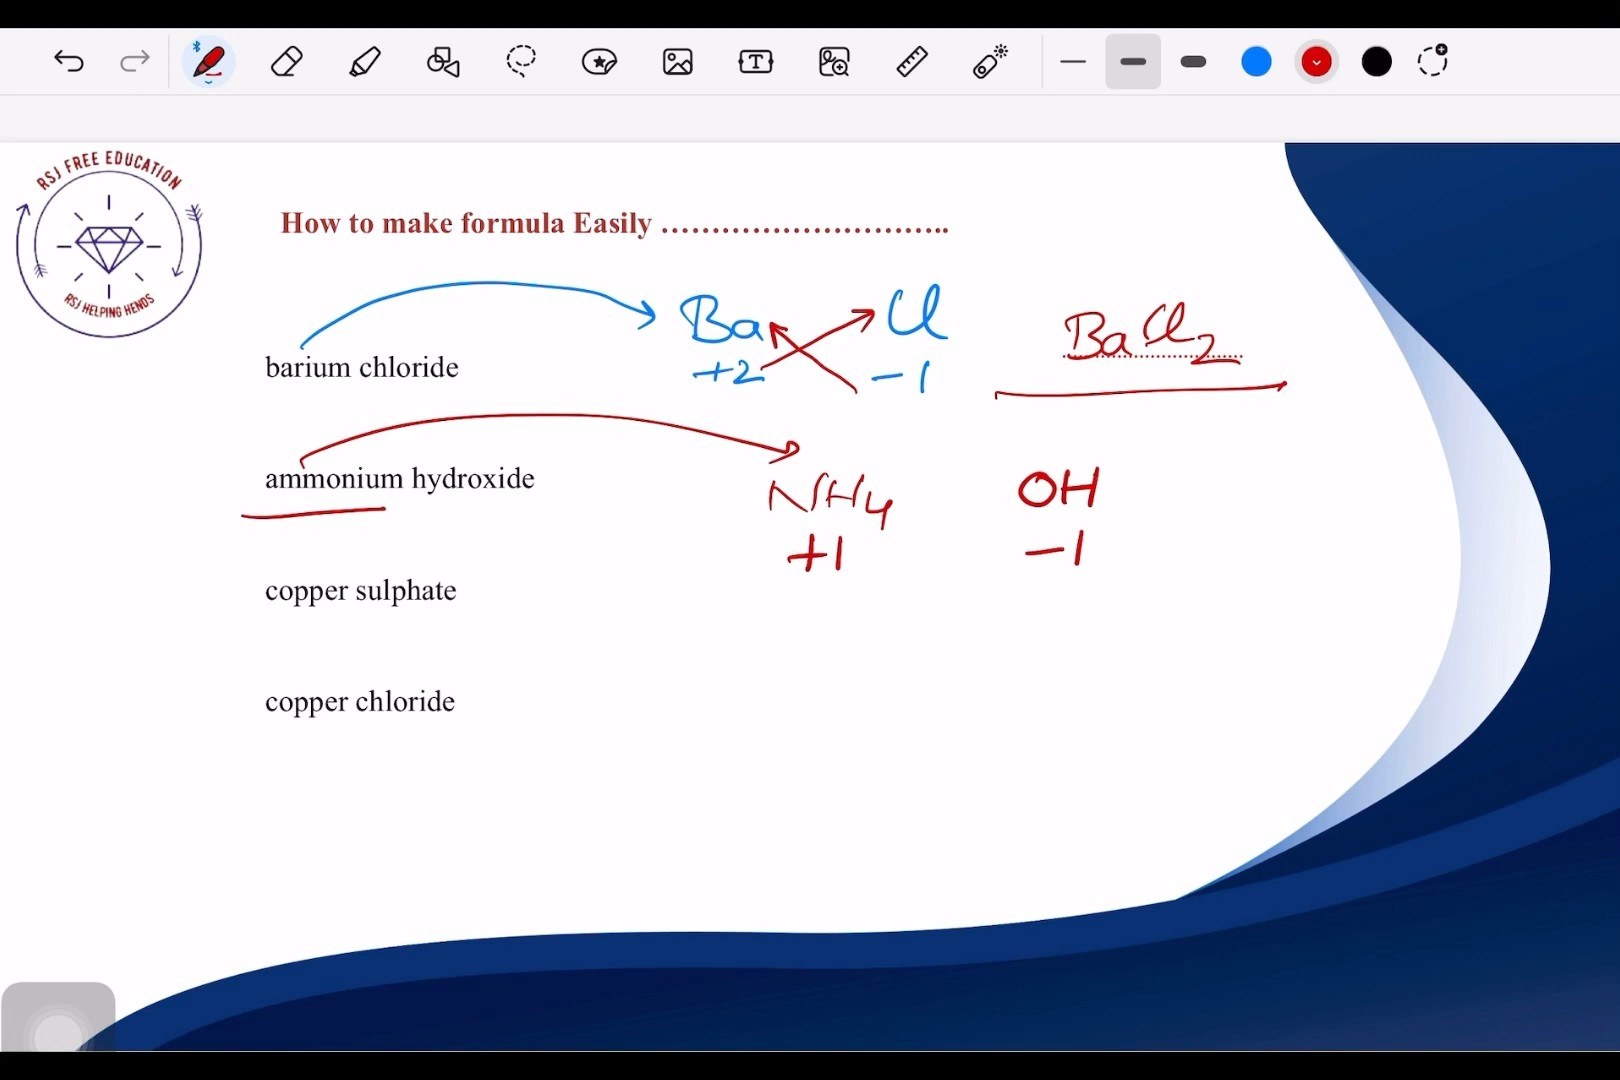 RSJ FREE EDUCATION
RSJ HELPING HENDS
How to make formula Easily ................................
Ba Cl BaCl2
+2 -1
barium chloride
ammonium hydroxide NH4 OH
+1 -1
copper sulphate
copper chloride